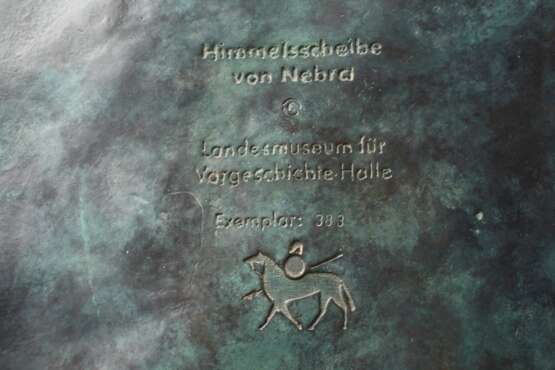 Himmelsscheibe
von Nebra
©
Landesmuseum für
Vorgeschichte Halle
Exemplar: 383